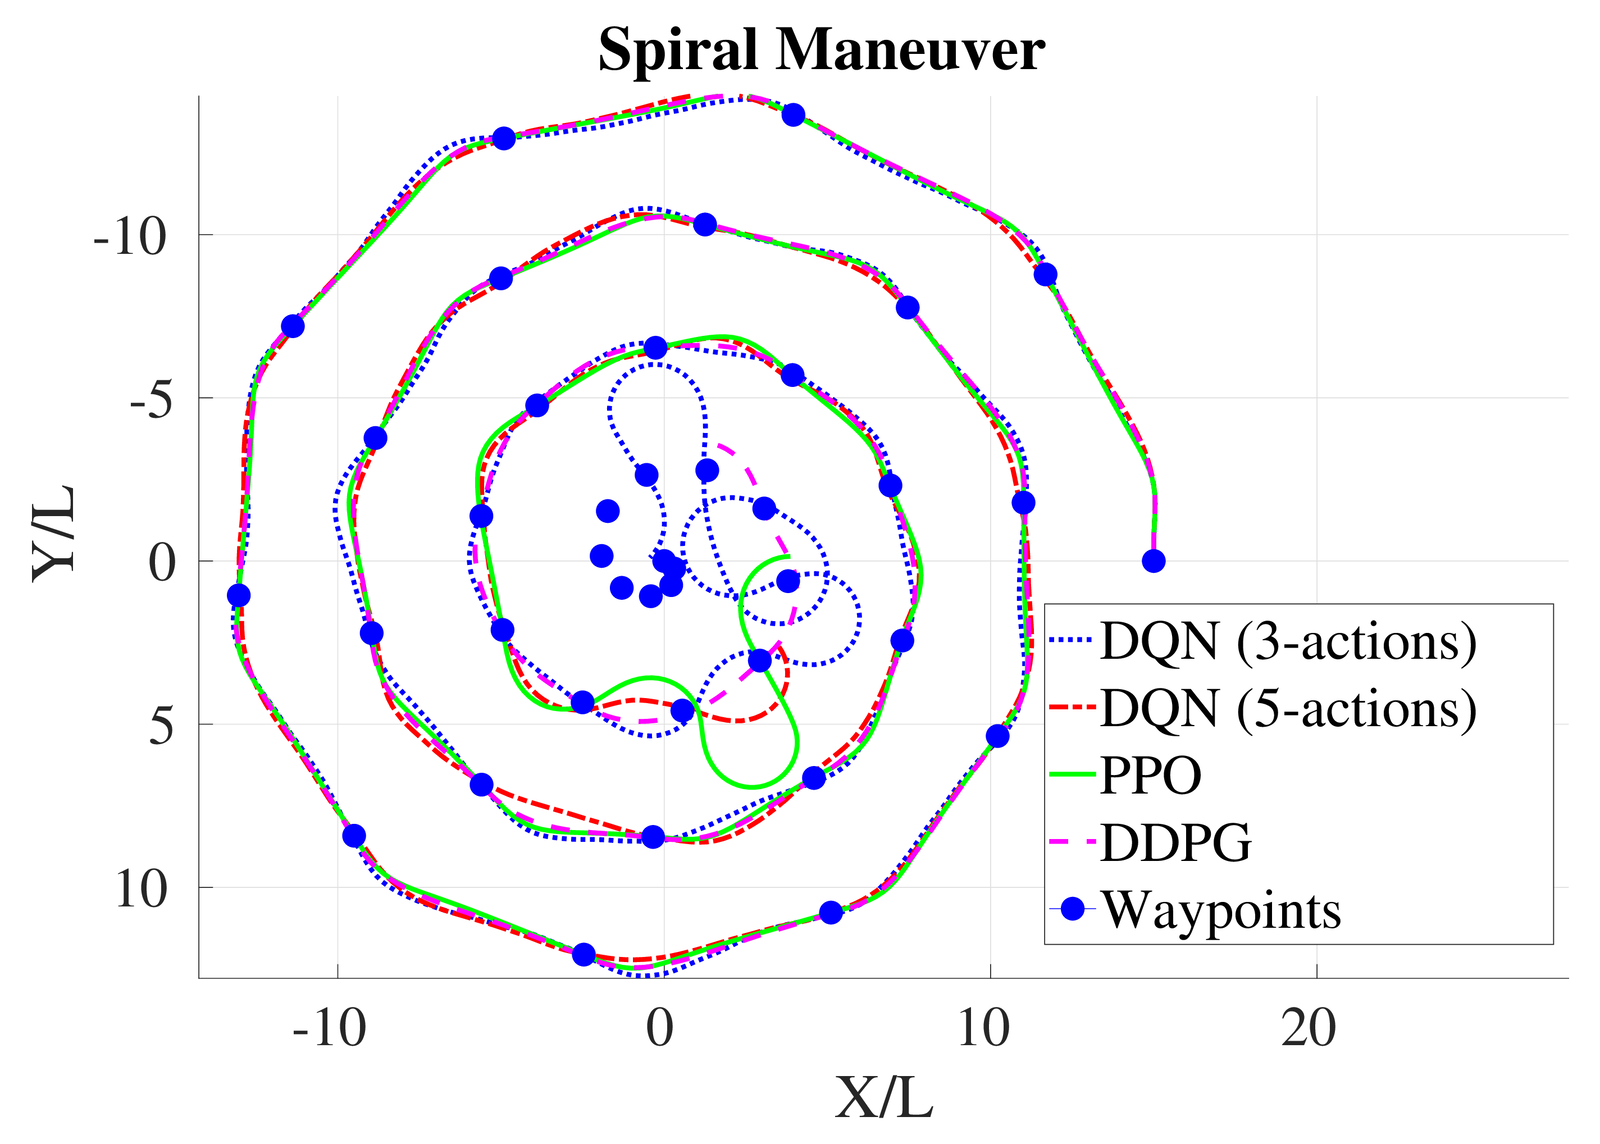 Spiral Maneuver
Y/L
-10
-5
0
5
10
DQN (3-actions)
DQN (5-actions)
PPO
DDPG
Waypoints
-10
0
10
20
X/L